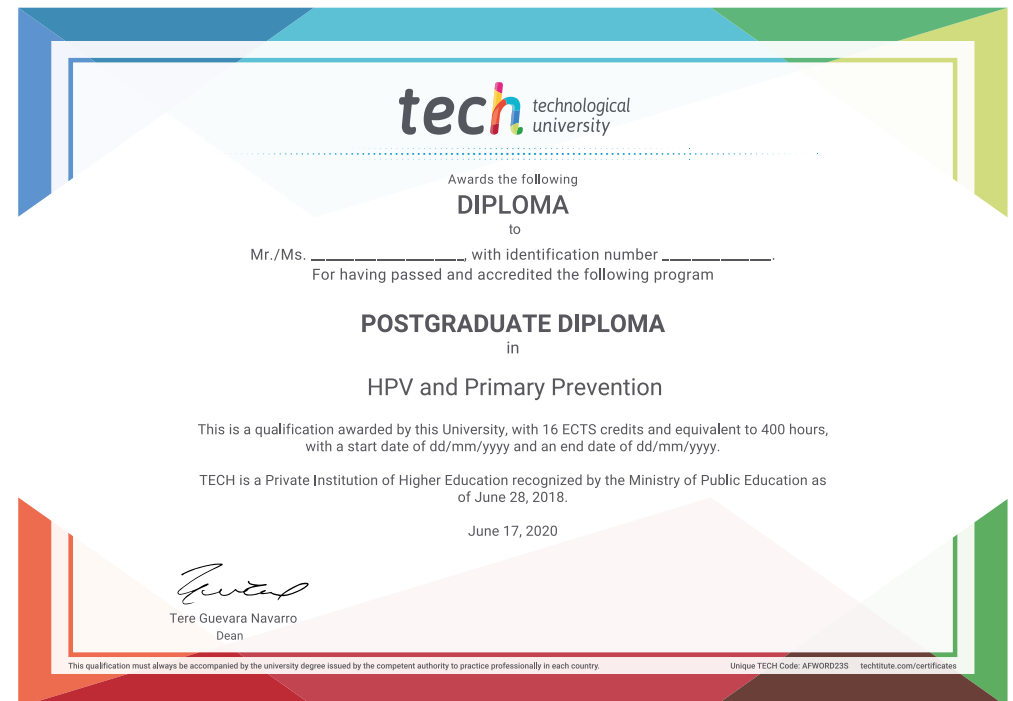 tech technological
university
Awards the following
DIPLOMA
to
Mr./Ms. ____________________, with identification number ______________.
For having passed and accredited the following program
POSTGRADUATE DIPLOMA
in
HPV and Primary Prevention
This is a qualification awarded by this University, with 16 ECTS credits and equivalent to 400 hours,
with a start date of dd/mm/yyyy and an end date of dd/mm/yyyy.
TECH is a Private Institution of Higher Education recognized by the Ministry of Public Education as
of June 28, 2018.
June 17, 2020
Tere Guevara Navarro
Dean
This qualification must always be accompanied by the university degree issued by the competent authority to practice professionally in each country. Unique TECH Code: AFWORD23S techtitute.com/certificates